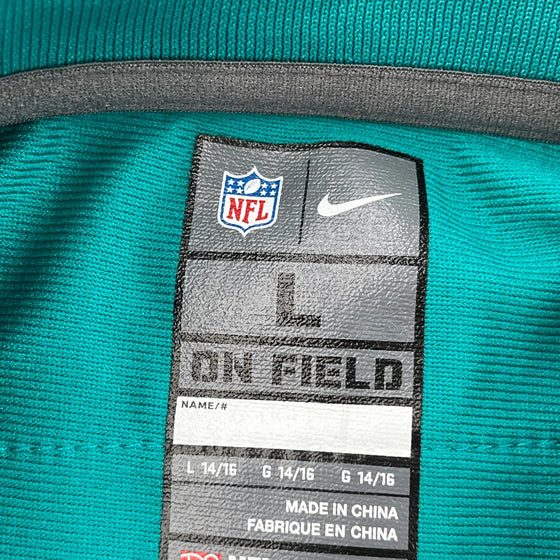 NFL
L
ON FIELD
NAME/#
L 14/16 G 14/16 G 14/16
MADE IN CHINA
FABRIQUE EN CHINA